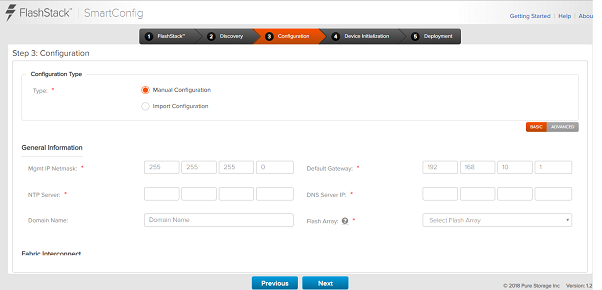 FlashStack™ SmartConfig
Getting Started | Help | Abou
1 FlashStack™ 2 Discovery 3 Configuration 4 Device Initialization 5 Deployment
Step 3: Configuration
Configuration Type
Type: * Manual Configuration
Import Configuration
BASIC ADVANCED
General Information
Mgmt IP Netmask: * 255 255 255 0 Default Gateway: * 192 168 10 1
NTP Server: * DNS Server IP: *
Domain Name: Domain Name Flash Array: ? * Select Flash Array
Fabric Interconnect
Previous Next
© 2018 Pure Storage Inc Version: 1.2